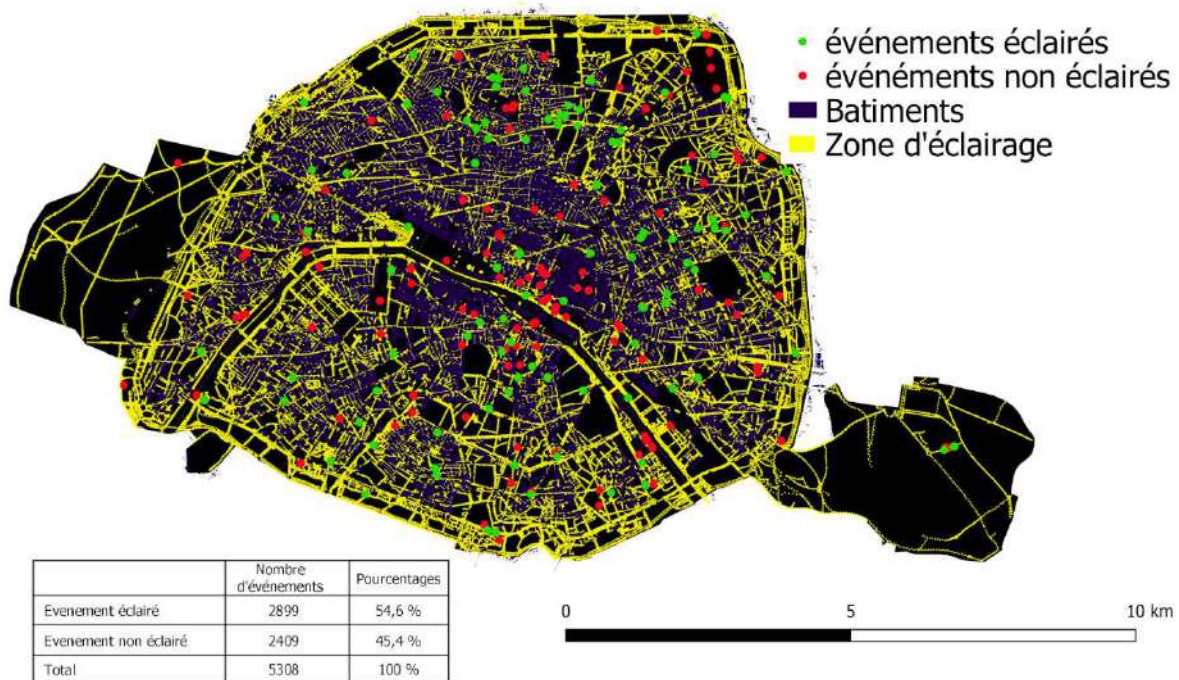 événements éclairés
événéments non éclairés
Batiments
Zone d'éclairage
Nombre d'événements Pourcentages
Evenement éclairé 2899 54,6 %
Evenement non éclairé 2409 45,4 %
Total 5308 100 %
0 5 10 km